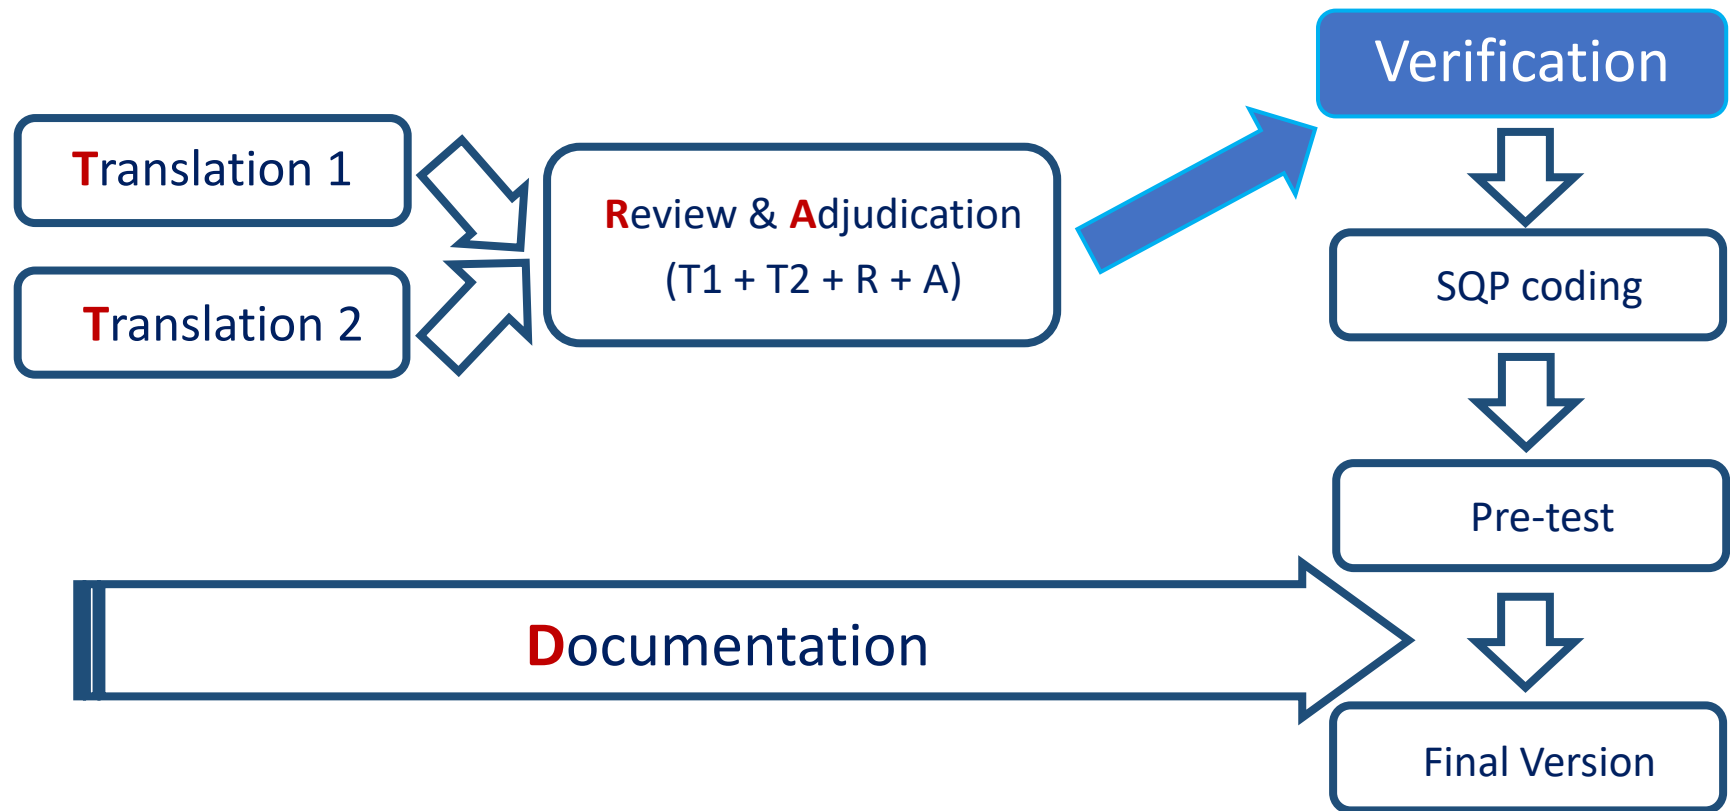 Verification
Translation 1
Review & Adjudication
(T1 + T2 + R + A)
Translation 2
SQP coding
Pre-test
Documentation
Final Version